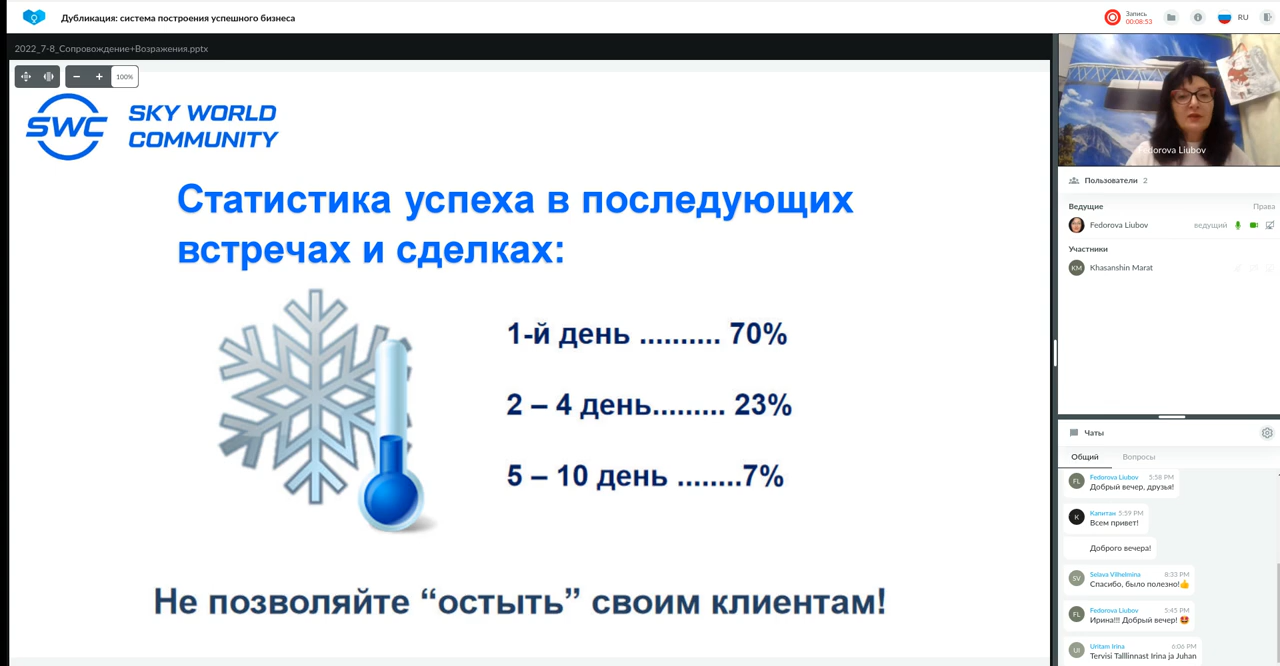 Дубликация: система построения успешного бизнеса
Запись
00:08:53
RU
2022_7-8_Сопровождение+Возражения.pptx
100%
SWC
SKY WORLD
COMMUNITY
Статистика успеха в последующих
встречах и сделках:
1-й день .......... 70%
2 – 4 день......... 23%
5 – 10 день ........7%
Не позволяйте “остыть” своим клиентам!
Fedorova Liubov
Пользователи 2
Ведущие Права
Fedorova Liubov ведущий
Участники
KM Khasanshin Marat
Чаты
Общий Вопросы
FL Fedorova Liubov 5:58 PM
Добрый вечер, друзья!
K Капитан 5:59 PM
Всем привет!
Доброго вечера!
SV Selava Vilhelmina 8:33 PM
Спасибо, было полезно!👍
FL Fedorova Liubov 5:45 PM
Ирина!!! Добрый вечер! 🤩
UI Uritam Irina 6:06 PM
Tervisi Talllinnast Irina ja Juhan